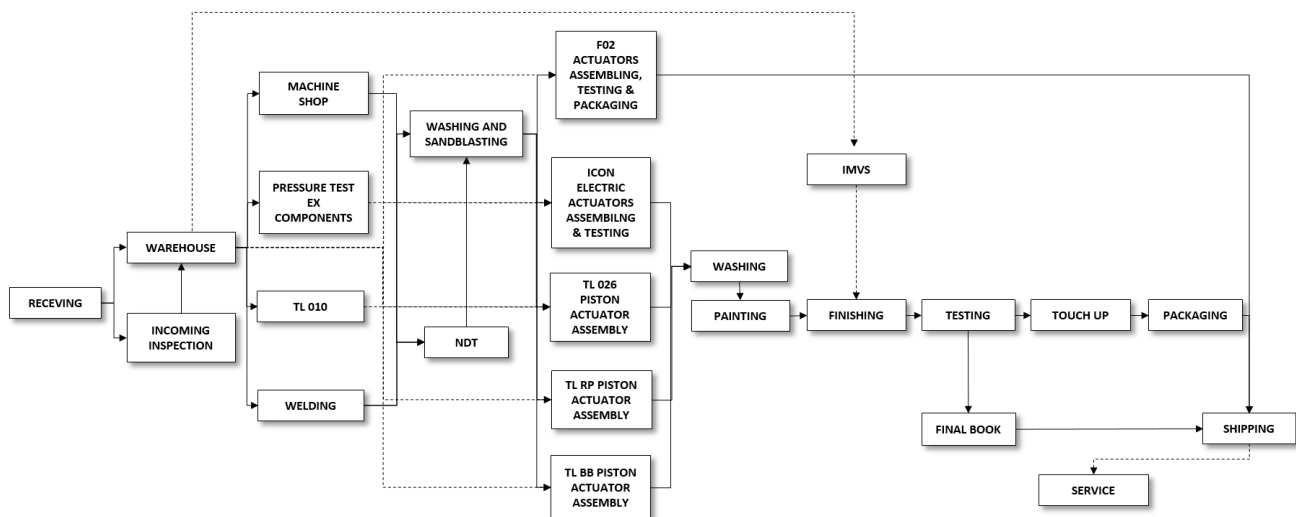 F02
ACTUATORS
ASSEMBLING,
TESTING &
PACKAGING
MACHINE
SHOP
WASHING AND
SANDBLASTING
IMVS
PRESSURE TEST
EX
COMPONENTS
ICON
ELECTRIC
ACTUATORS
ASSEMBILNG
& TESTING
WAREHOUSE
WASHING
RECEVING
TL 010
TL 026
PISTON
ACTUATOR
ASSEMBLY
PAINTING
FINISHING
TESTING
TOUCH UP
PACKAGING
INCOMING
INSPECTION
NDT
WELDING
TL RP PISTON
ACTUATOR
ASSEMBLY
FINAL BOOK
SHIPPING
TL BB PISTON
ACTUATOR
ASSEMBLY
SERVICE